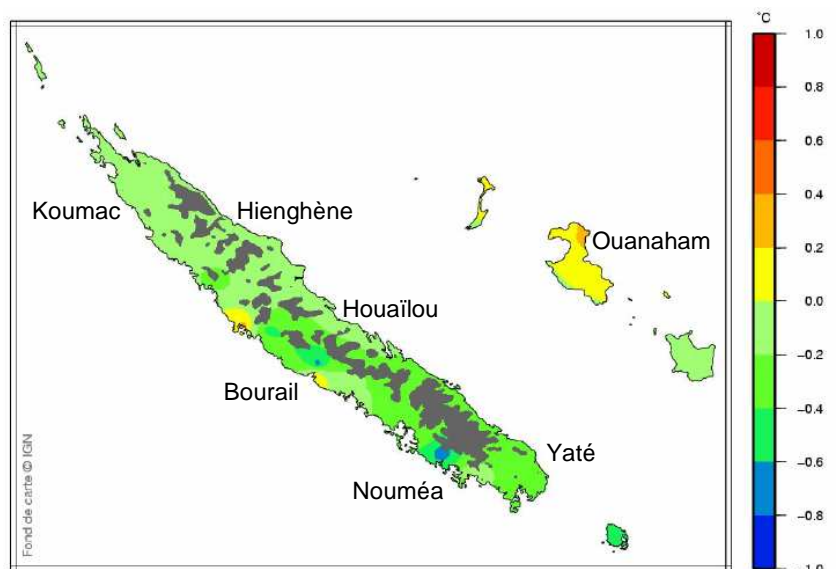 °C
1.0
0.8
0.6
0.4
0.2
0.0
−0.2
−0.4
−0.6
−0.8
−1.0
Koumac
Hienghène
Ouanaham
Houaïlou
Bourail
Yaté
Nouméa
Fond de carte © IGN